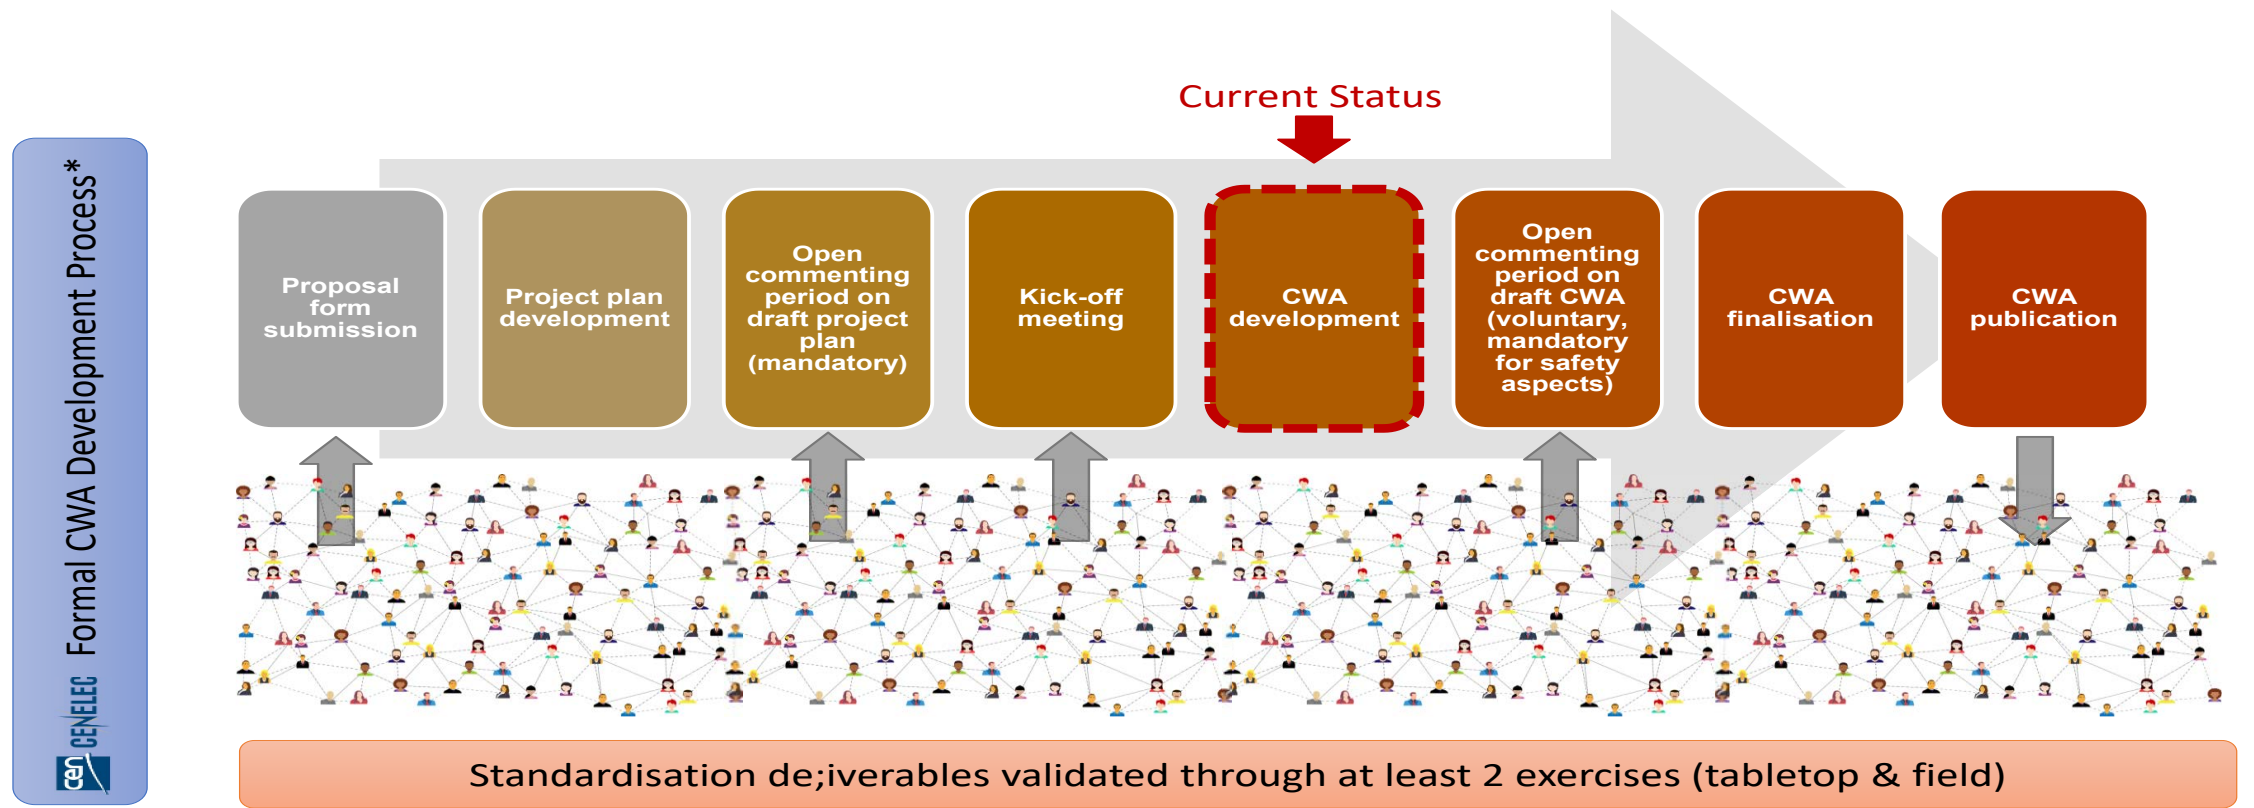 Current Status
Formal CWA Development Process*
cen
CENELEC
Proposal
form
submission
Project plan
development
Open
commenting
period on
draft project
plan
(mandatory)
Kick-off
meeting
CWA
development
Open
commenting
period on
draft CWA
(voluntary,
mandatory
for safety
aspects)
CWA
finalisation
CWA
publication
Standardisation de;iverables validated through at least 2 exercises (tabletop & field)